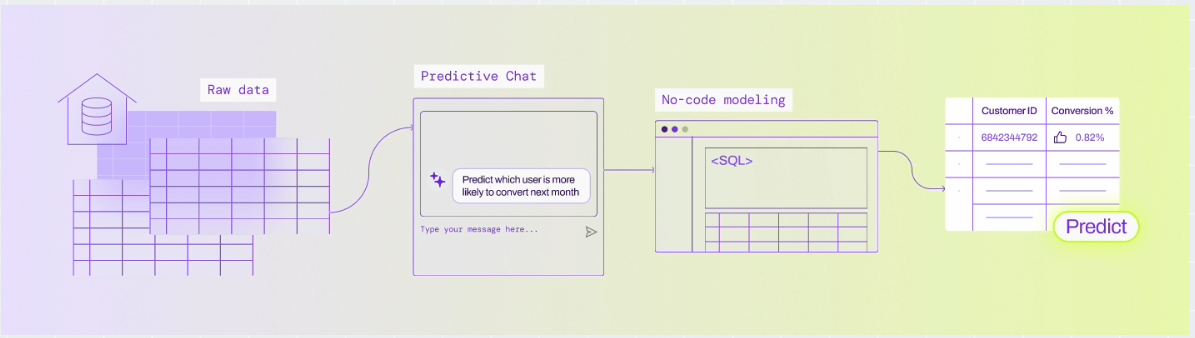 Raw data
Predictive Chat
Predict which user is more
likely to convert next month
Type your message here...
No-code modeling
<SQL>
Customer ID Conversion %
6842344792 0.82%
Predict